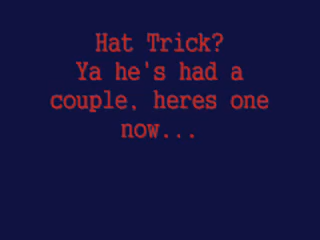 Hat Trick?
Ya he's had a
couple, heres one
now...